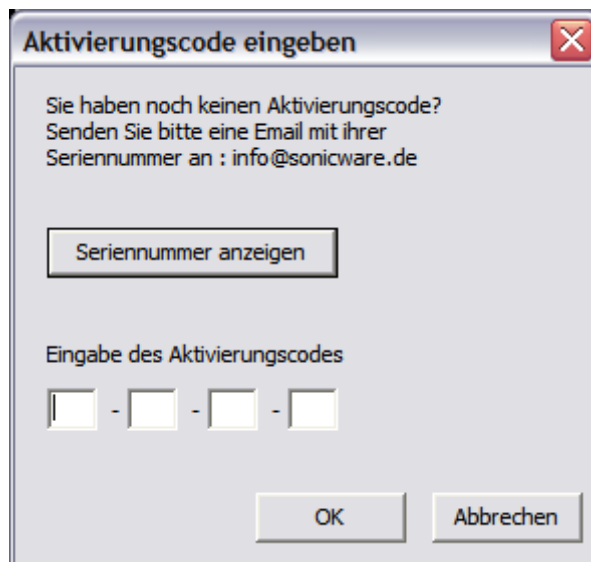 Aktivierungscode eingeben
Sie haben noch keinen Aktivierungscode?
Senden Sie bitte eine Email mit ihrer
Seriennummer an : info@sonicware.de
Seriennummer anzeigen
Eingabe des Aktivierungscodes
- - -
OK Abbrechen